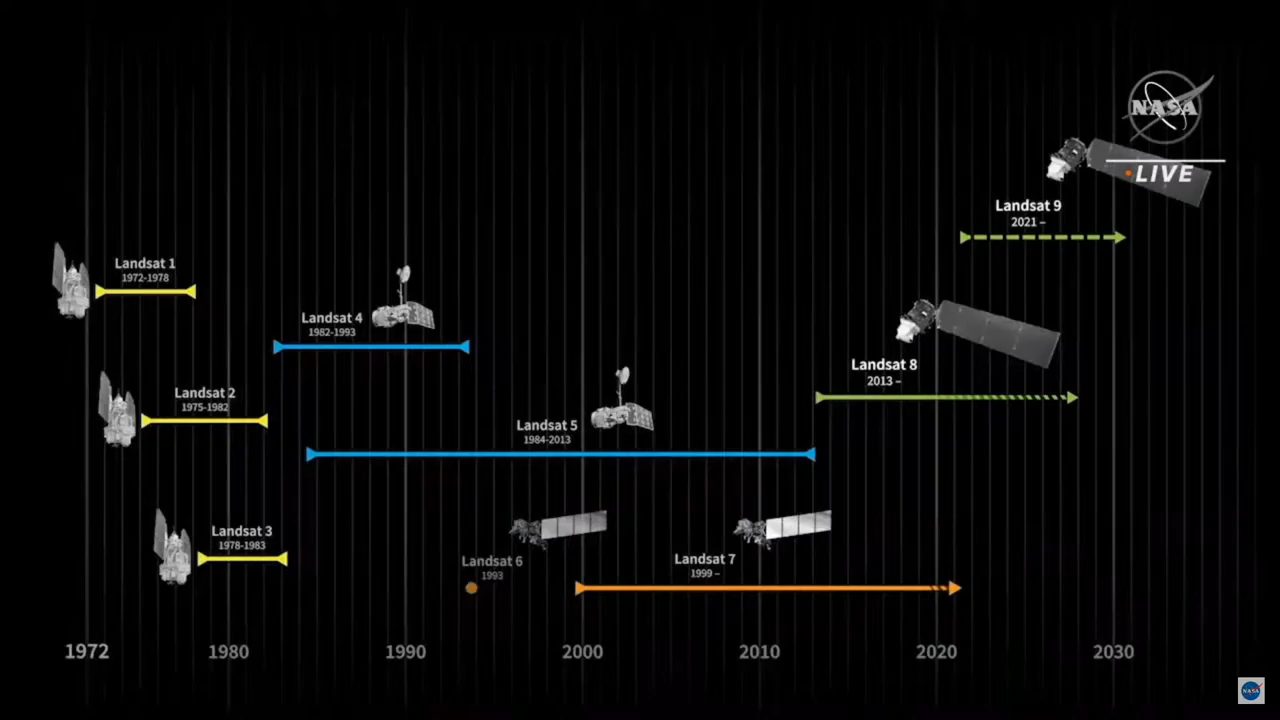 NASA
LIVE
Landsat 9
2021 –
Landsat 1
1972-1978
Landsat 4
1982-1993
Landsat 8
2013 –
Landsat 2
1975-1982
Landsat 5
1984-2013
Landsat 3
1978-1983
Landsat 6
1993
Landsat 7
1999 –
1972 1980 1990 2000 2010 2020 2030
NASA